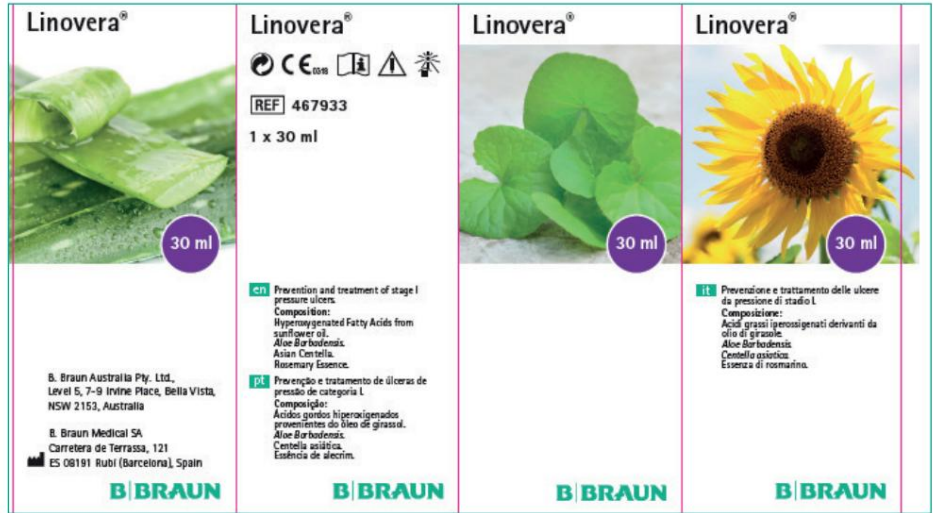 Linovera®
30 ml
B. Braun Australia Pty. Ltd.,
Level 5, 7-9 Irvine Place, Bella Vista,
NSW 2153, Australia
B. Braun Medical SA
Carretera de Terrassa, 121
ES 08191 Rubí (Barcelona), Spain
B|BRAUN
Linovera®
CE 0318
REF 467933
1 x 30 ml
en Prevention and treatment of stage I
pressure ulcers.
Composition:
Hyperoxygenated Fatty Acids from
sunflower oil.
Aloe Barbadensis.
Asian Centella.
Rosemary Essence.
pt Prevenção e tratamento de úlceras de
pressão de categoria I.
Composição:
Ácidos gordos hiperoxigenados
provenientes do óleo de girassol.
Aloe Barbadensis.
Centella asiática.
Essência de alecrim.
B|BRAUN
Linovera®
30 ml
B|BRAUN
Linovera®
30 ml
it Prevenzione e trattamento delle ulcere
da pressione di stadio I.
Composizione:
Acidi grassi iperossigenati derivanti da
olio di girasole.
Aloe Barbadensis.
Centella asiatica.
Essenza di rosmarino.
B|BRAUN